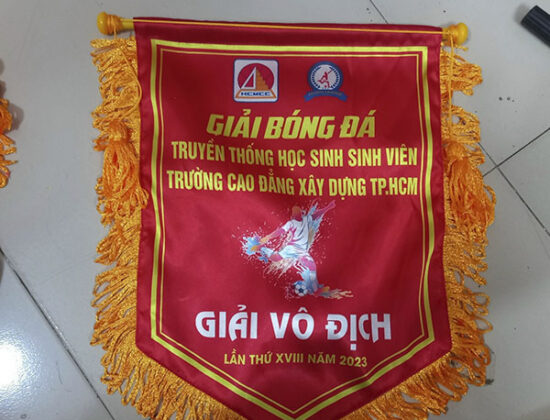 HCMCC
GIẢI BÓNG ĐÁ
TRUYỀN THỐNG HỌC SINH SINH VIÊN
TRƯỜNG CAO ĐẲNG XÂY DỰNG TP.HCM
GIẢI VÔ ĐỊCH
LẦN THỨ XVIII NĂM 2023